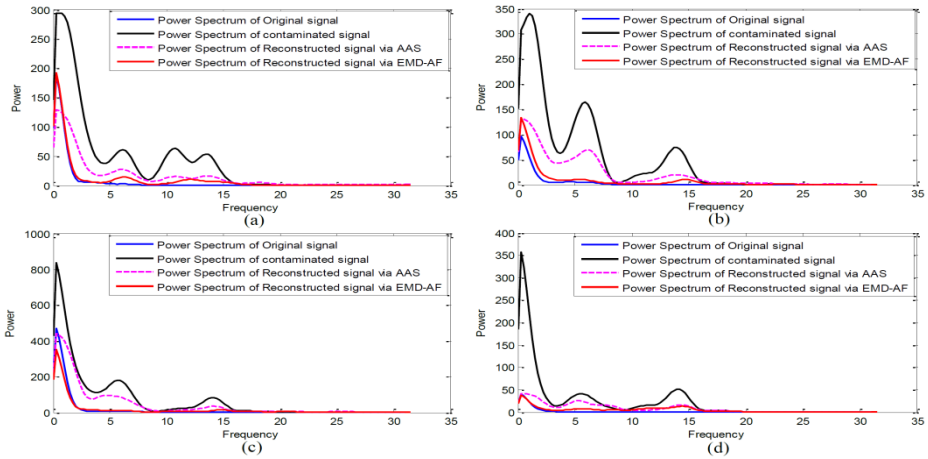 300
250
200
150
100
50
0
Power
Power Spectrum of Original signal
Power Spectrum of contaminated signal
Power Spectrum of Reconstructed signal via AAS
Power Spectrum of Reconstructed signal via EMD-AF
0 5 10 15 20 25 30 35
Frequency
(a)
350
300
250
200
150
100
50
0
Power
Power Spectrum of Original signal
Power Spectrum of contaminated signal
Power Spectrum of Reconstructed signal via AAS
Power Spectrum of Reconstructed signal via EMD-AF
0 5 10 15 20 25 30 35
Frequency
(b)
1000
800
600
400
200
0
Power
Power Spectrum of Original signal
Power Spectrum of contaminated signal
Power Spectrum of Reconstructed signal via AAS
Power Spectrum of Reconstructed signal via EMD-AF
0 5 10 15 20 25 30 35
Frequency
(c)
400
350
300
250
200
150
100
50
0
Power
Power Spectrum of Original signal
Power Spectrum of contaminated signal
Power Spectrum of Reconstructed signal via AAS
Power Spectrum of Reconstructed signal via EMD-AF
0 5 10 15 20 25 30 35
Frequency
(d)